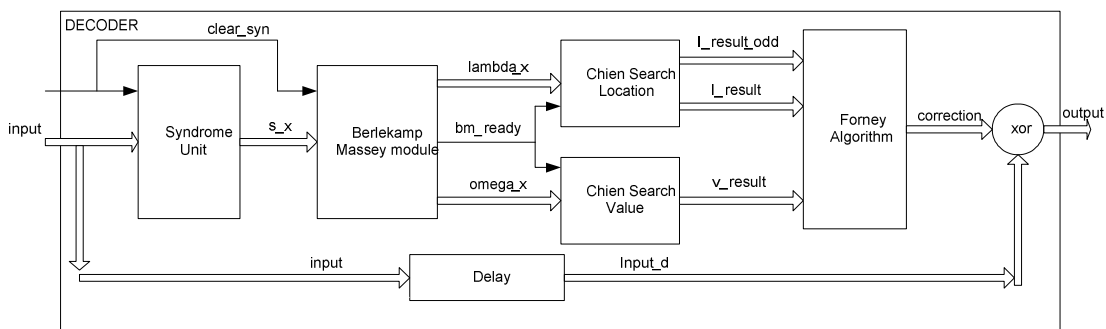 DECODER
clear_syn
input
Syndrome
Unit
s_x
Berlekamp
Massey module
lambda_x
bm_ready
omega_x
Chien Search
Location
Chien Search
Value
l_result_odd
l_result
v_result
Forney
Algorithm
correction
xor
output
input
Delay
Input_d